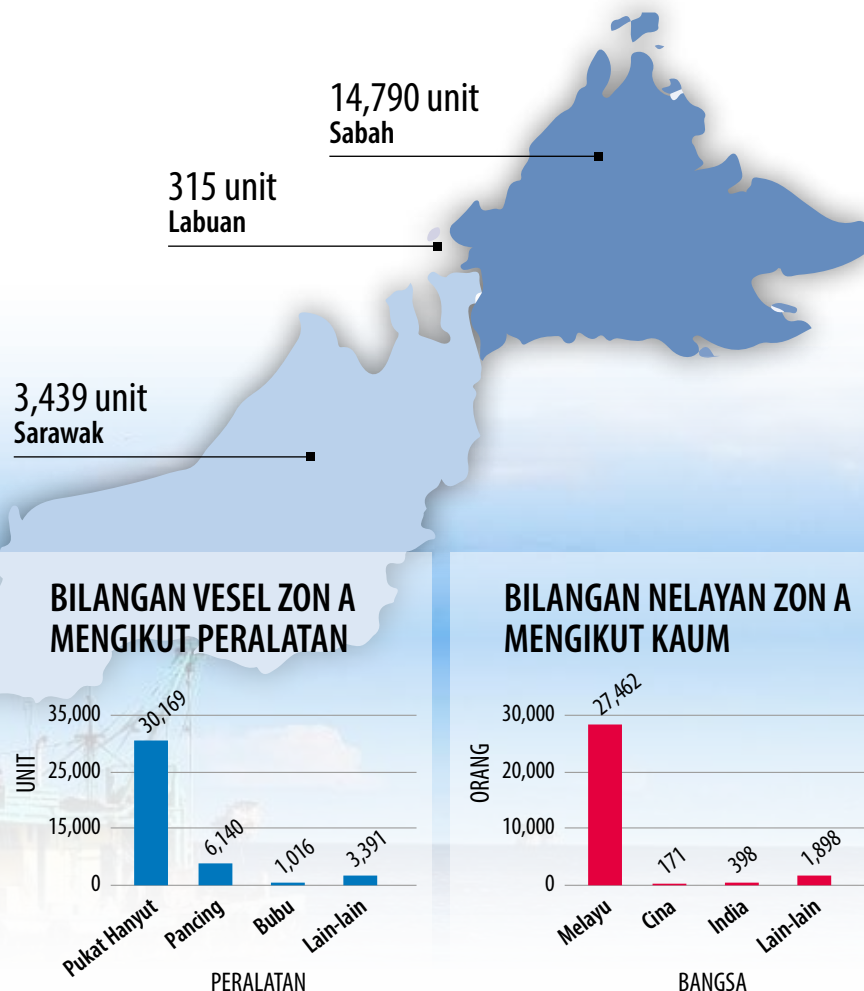 14,790 unit
Sabah
315 unit
Labuan
3,439 unit
Sarawak
BILANGAN VESEL ZON A
MENGIKUT PERALATAN
UNIT
35,000
25,000
15,000
0
30,169
6,140
1,016
3,391
Pukat Hanyut
Pancing
Bubu
Lain-lain
PERALATAN
BILANGAN NELAYAN ZON A
MENGIKUT KAUM
ORANG
30,000
20,000
10,000
0
27,462
171
398
1,898
Melayu
Cina
India
Lain-lain
BANGSA